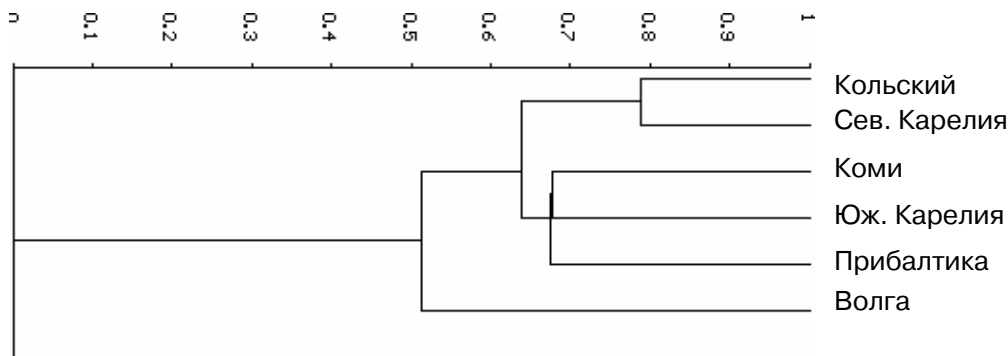 0 0.1 0.2 0.3 0.4 0.5 0.6 0.7 0.8 0.9 1
Кольский
Сев. Карелия
Коми
Юж. Карелия
Прибалтика
Волга